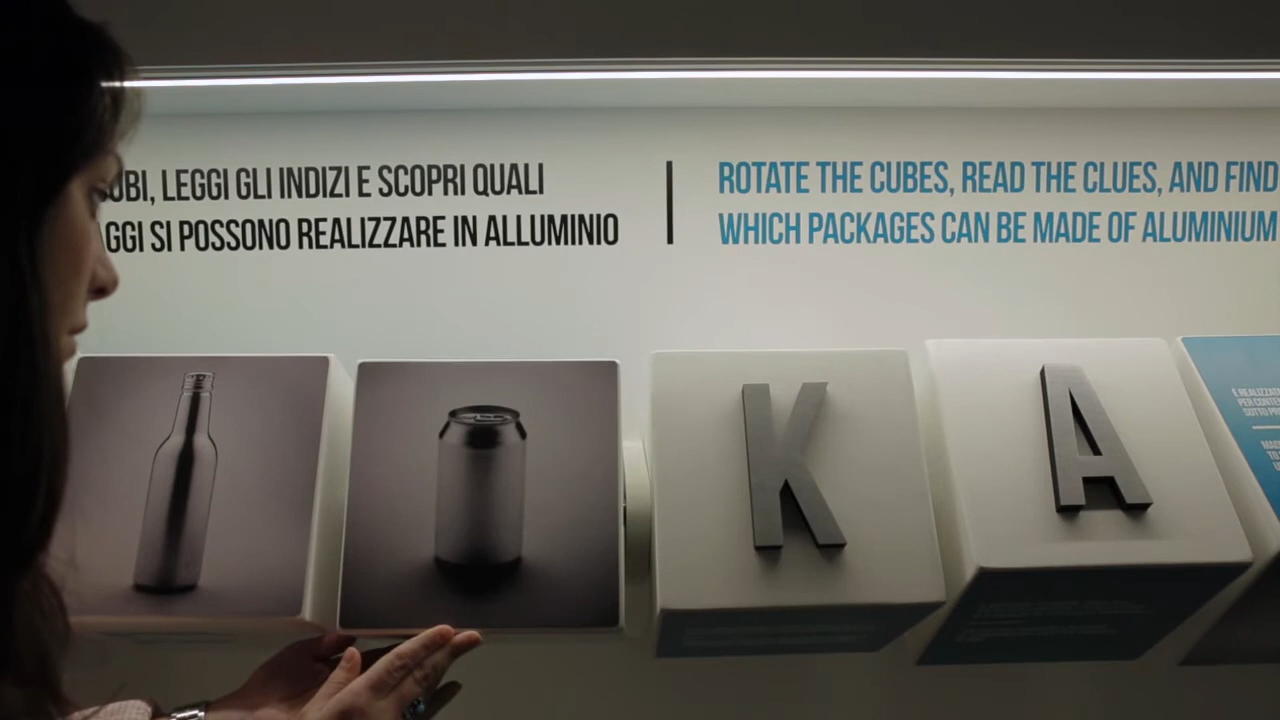 UBI, LEGGI GLI INDIZI E SCOPRI QUALI
GGI SI POSSONO REALIZZARE IN ALLUMINIO
ROTATE THE CUBES, READ THE CLUES, AND FIND
WHICH PACKAGES CAN BE MADE OF ALUMINIUM
K
A